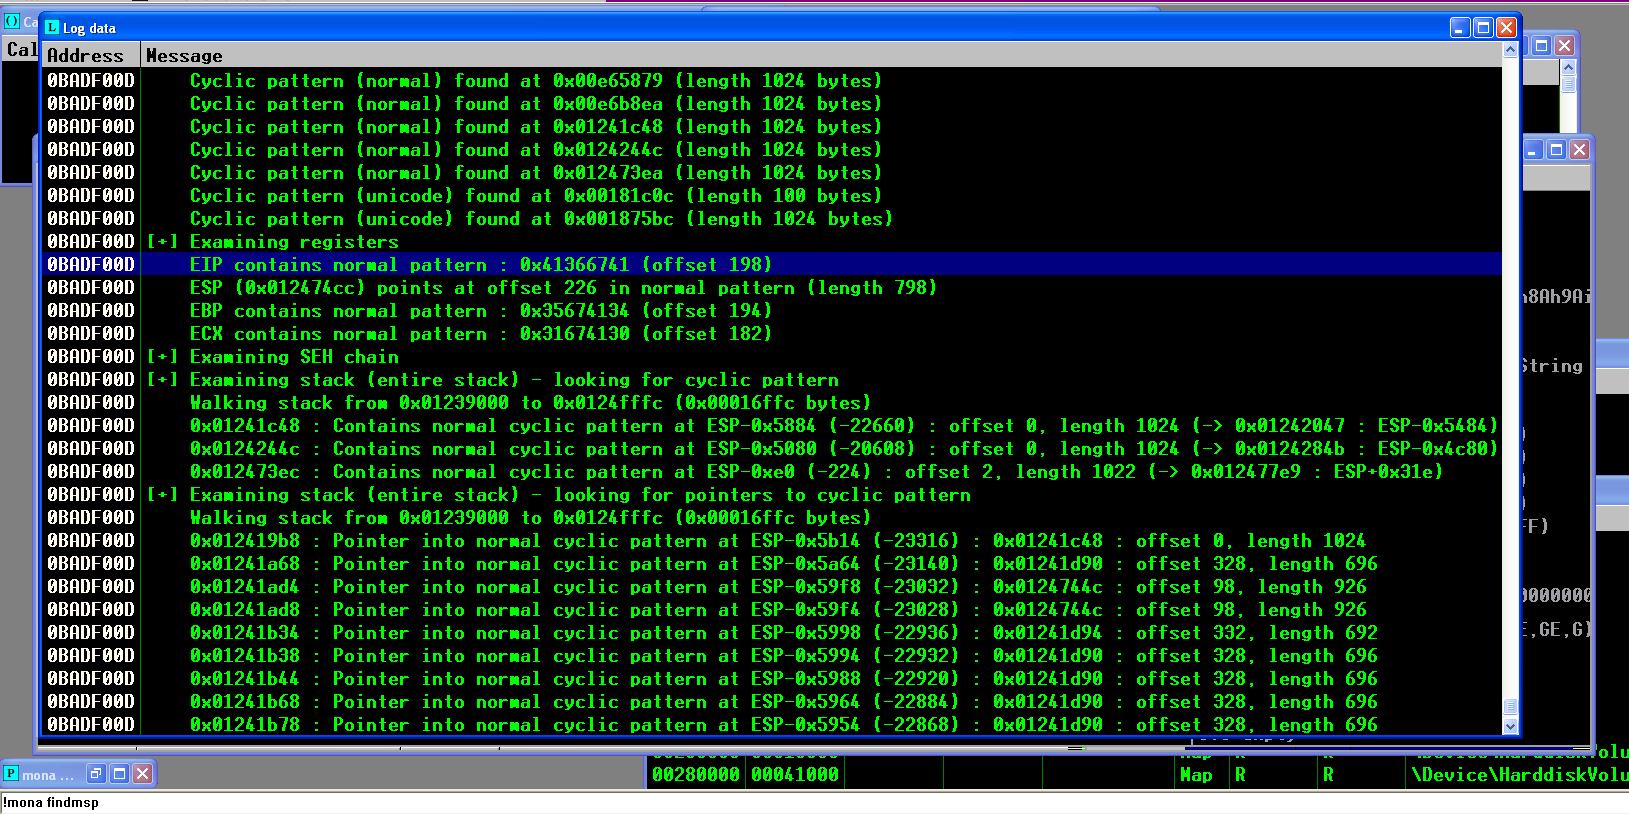 Ca
Log data
Cal
Address Message
0BADF00D Cyclic pattern (normal) found at 0x00e65879 (length 1024 bytes)
0BADF00D Cyclic pattern (normal) found at 0x00e6b8ea (length 1024 bytes)
0BADF00D Cyclic pattern (normal) found at 0x01241c48 (length 1024 bytes)
0BADF00D Cyclic pattern (normal) found at 0x0124244c (length 1024 bytes)
0BADF00D Cyclic pattern (normal) found at 0x012473ea (length 1024 bytes)
0BADF00D Cyclic pattern (unicode) found at 0x00181c0c (length 100 bytes)
0BADF00D Cyclic pattern (unicode) found at 0x001875bc (length 1024 bytes)
0BADF00D [+] Examining registers
0BADF00D EIP contains normal pattern : 0x41366741 (offset 198)
0BADF00D ESP (0x012474cc) points at offset 226 in normal pattern (length 798)
h8Ah9Ai
0BADF00D EBP contains normal pattern : 0x35674134 (offset 194)
0BADF00D ECX contains normal pattern : 0x31674130 (offset 182)
0BADF00D [+] Examining SEH chain
String
0BADF00D [+] Examining stack (entire stack) - looking for cyclic pattern
0BADF00D Walking stack from 0x01239000 to 0x0124fffc (0x00016ffc bytes)
0BADF00D 0x01241c48 : Contains normal cyclic pattern at ESP-0x5884 (-22660) : offset 0, length 1024 (-> 0x01242047 : ESP-0x5484)
0BADF00D 0x0124244c : Contains normal cyclic pattern at ESP-0x5080 (-20608) : offset 0, length 1024 (-> 0x0124284b : ESP-0x4c80)
0BADF00D 0x012473ec : Contains normal cyclic pattern at ESP-0xe0 (-224) : offset 2, length 1022 (-> 0x012477e9 : ESP+0x31e)
0BADF00D [+] Examining stack (entire stack) - looking for pointers to cyclic pattern
0BADF00D Walking stack from 0x01239000 to 0x0124fffc (0x00016ffc bytes)
FF)
0BADF00D 0x012419b8 : Pointer into normal cyclic pattern at ESP-0x5b14 (-23316) : 0x01241c48 : offset 0, length 1024
0BADF00D 0x01241a68 : Pointer into normal cyclic pattern at ESP-0x5a64 (-23140) : 0x01241d90 : offset 328, length 696
0BADF00D 0x01241ad4 : Pointer into normal cyclic pattern at ESP-0x59f8 (-23032) : 0x0124744c : offset 98, length 926
0000000
0BADF00D 0x01241ad8 : Pointer into normal cyclic pattern at ESP-0x59f4 (-23028) : 0x0124744c : offset 98, length 926
0BADF00D 0x01241b34 : Pointer into normal cyclic pattern at ESP-0x5998 (-22936) : 0x01241d94 : offset 332, length 692
E,GE,G)
0BADF00D 0x01241b38 : Pointer into normal cyclic pattern at ESP-0x5994 (-22932) : 0x01241d90 : offset 328, length 696
0BADF00D 0x01241b44 : Pointer into normal cyclic pattern at ESP-0x5988 (-22920) : 0x01241d90 : offset 328, length 696
0BADF00D 0x01241b68 : Pointer into normal cyclic pattern at ESP-0x5964 (-22884) : 0x01241d90 : offset 328, length 696
0BADF00D 0x01241b78 : Pointer into normal cyclic pattern at ESP-0x5954 (-22868) : 0x01241d90 : offset 328, length 696
mona ...
00280000 00041000 Map R R \Device\HarddiskVolu
!mona findmsp